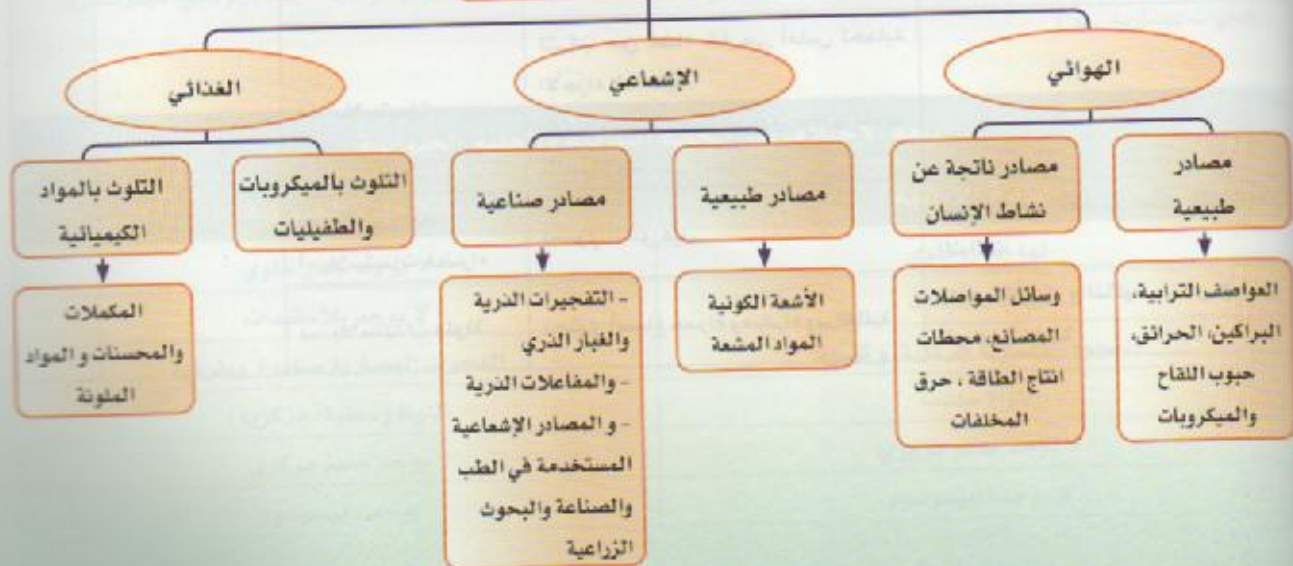 الهوائي
الإشعاعي
الغذائي
مصادر
طبيعية
مصادر ناتجة عن
نشاط الإنسان
مصادر طبيعية
مصادر صناعية
التلوث بالميكروبات
والطفيليات
التلوث بالمواد
الكيميائية
العواصف الترابية،
البراكين، الحرائق،
حبوب اللقاح
والميكروبات
وسائل المواصلات
المصانع، محطات
انتاج الطاقة ، حرق
المخلفات
الأشعة الكونية
المواد المشعة
- التفجيرات الذرية
والغبار الذري
- والمفاعلات الذرية
- و المصادر الإشعاعية
المستخدمة في الطب
والصناعة والبحوث
الزراعية
المكملات
والمحسنات و المواد
الملونة